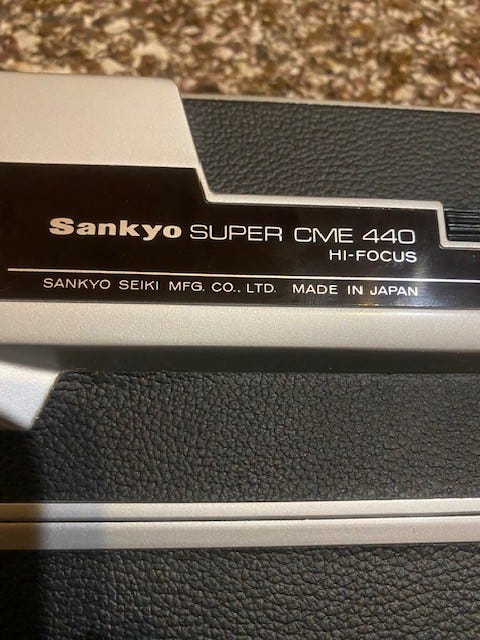 Sankyo SUPER CME 440
HI-FOCUS
SANKYO SEIKI MFG. CO., LTD. MADE IN JAPAN